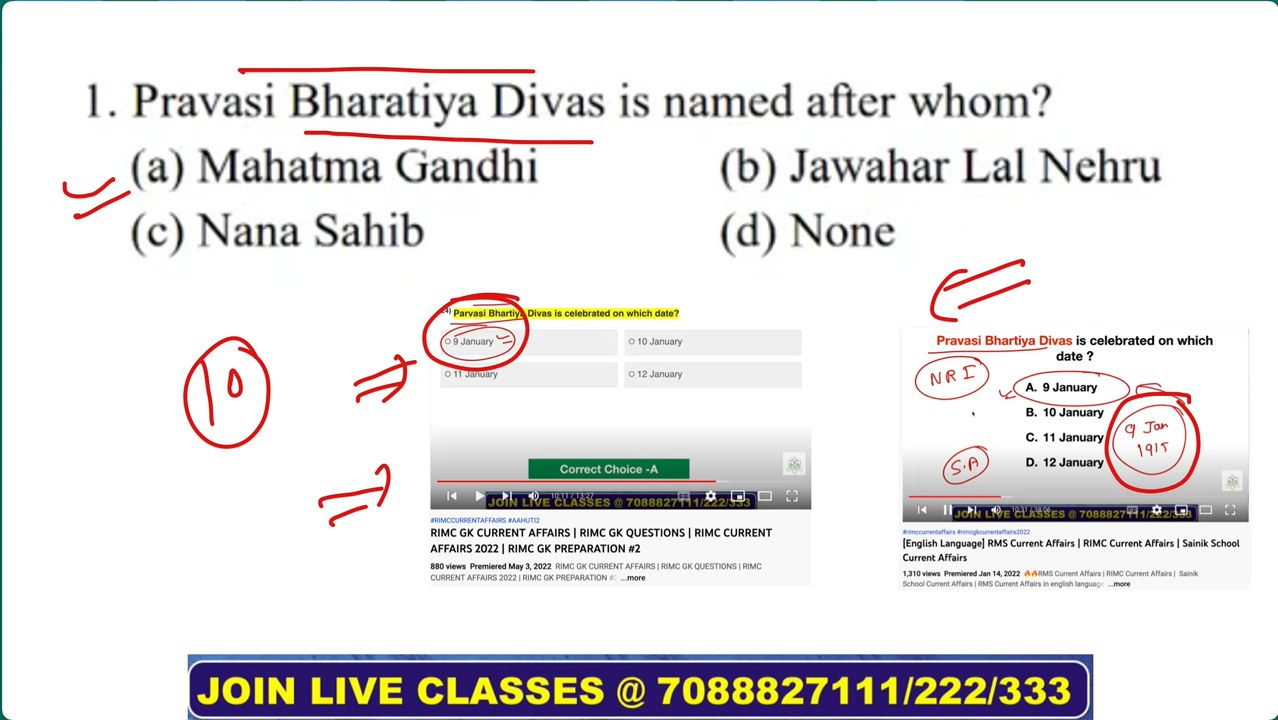 1. Pravasi Bharatiya Divas is named after whom?
(a) Mahatma Gandhi (b) Jawahar Lal Nehru
(c) Nana Sahib (d) None
10
24) Parvasi Bhartiya Divas is celebrated on which date?
9 January 10 January
11 January 12 January
Correct Choice -A
10:11 / 13:27
JOIN LIVE CLASSES @ 7088827111/222/333
#RIMCCURRENTAFFAIRS #AAHUTI2
RIMC GK CURRENT AFFAIRS | RIMC GK QUESTIONS | RIMC CURRENT
AFFAIRS 2022 | RIMC GK PREPARATION #2
880 views Premiered May 3, 2022 RIMC GK CURRENT AFFAIRS | RIMC GK QUESTIONS | RIMC
CURRENT AFFAIRS 2022 | RIMC GK PREPARATION #2 ...more
Pravasi Bhartiya Divas is celebrated on which
date ?
NRI
A. 9 January
B. 10 January
C. 11 January
D. 12 January
9 Jan
1915
S.A
JOIN LIVE CLASSES @ 7088827111/222/333
#rimccurrentaffairs #rimcgkcurrentaffairs2022
[English Language] RMS Current Affairs | RIMC Current Affairs | Sainik School
Current Affairs
1,310 views Premiered Jan 14, 2022 🔥🔥RMS Current Affairs | RIMC Current Affairs | Sainik
School Current Affairs | RMS Current Affairs in english language ...more
JOIN LIVE CLASSES @ 7088827111/222/333